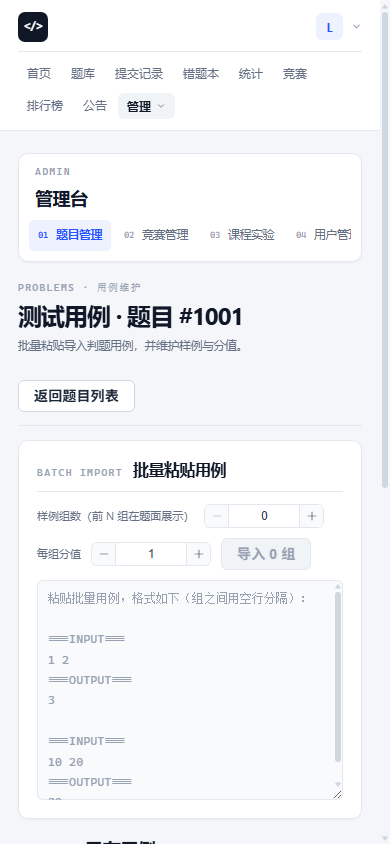 </>
L
首页 题库 提交记录 错题本 统计 竞赛
排行榜 公告 管理
ADMIN
管理台
01 题目管理 02 竞赛管理 03 课程实验 04 用户管
PROBLEMS · 用例维护
测试用例 · 题目 #1001
批量粘贴导入判题用例，并维护样例与分值。
返回题目列表
BATCH IMPORT 批量粘贴用例
样例组数（前 N 组在题面展示） − 0 +
每组分值 − 1 + 导入 0 组
粘贴批量用例，格式如下（组之间用空行分隔）:
===INPUT===
1 2
===OUTPUT===
3
===INPUT===
10 20
===OUTPUT===